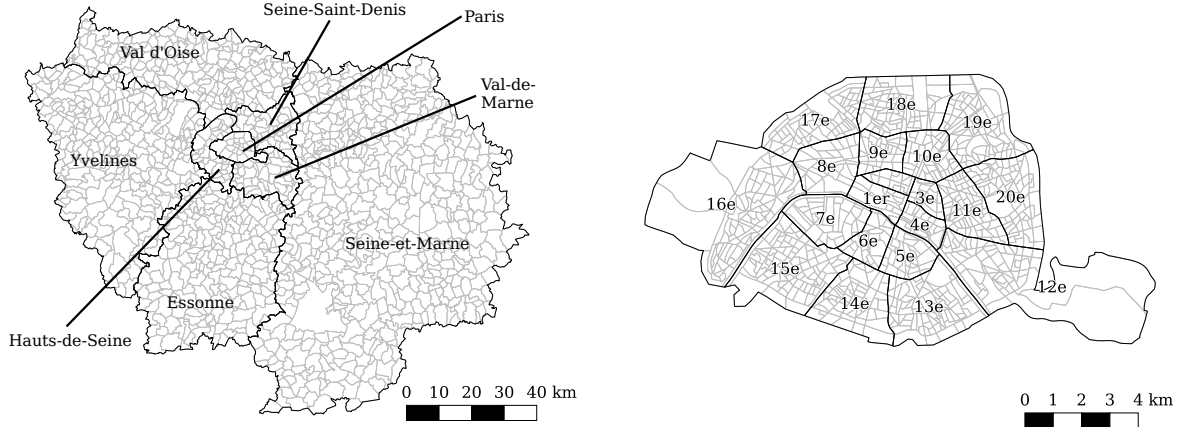 Seine-Saint-Denis
Paris
Val d'Oise
Val-de-
Marne
Yvelines
Seine-et-Marne
Essonne
Hauts-de-Seine
0 10 20 30 40 km
18e
17e
19e
9e
10e
8e
20e
1er
3e
16e
11e
7e
4e
6e
5e
15e
12e
14e
13e
0 1 2 3 4 km